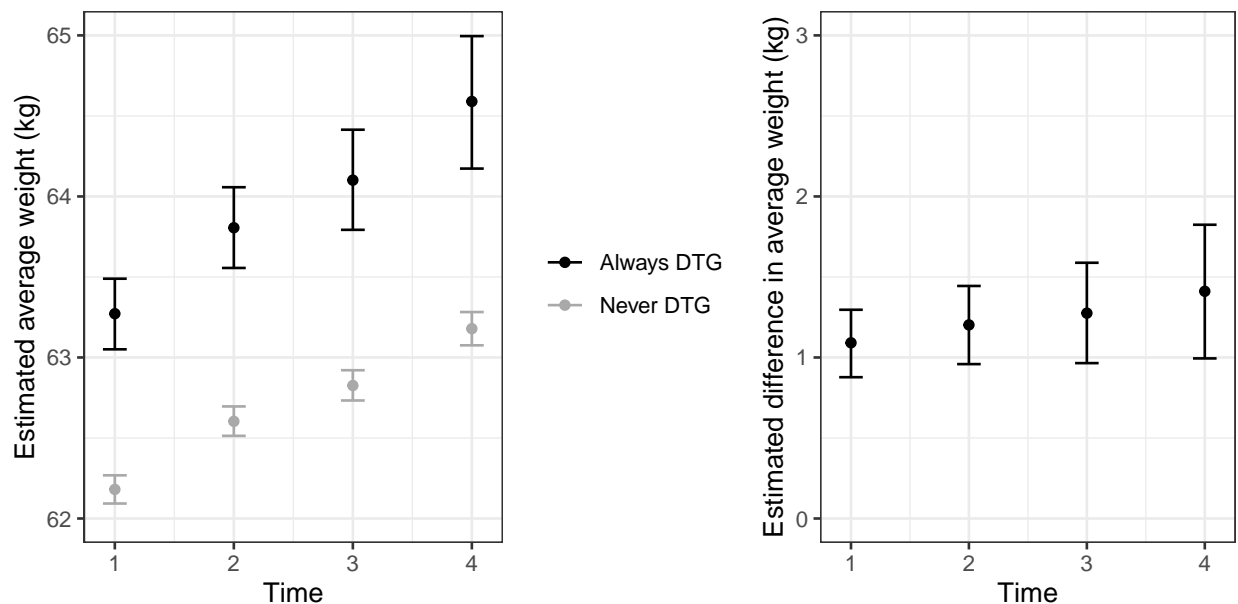 Estimated average weight (kg)
65
64
63
62
1 2 3 4
Time
Always DTG
Never DTG
Estimated difference in average weight (kg)
3
2
1
0
1 2 3 4
Time